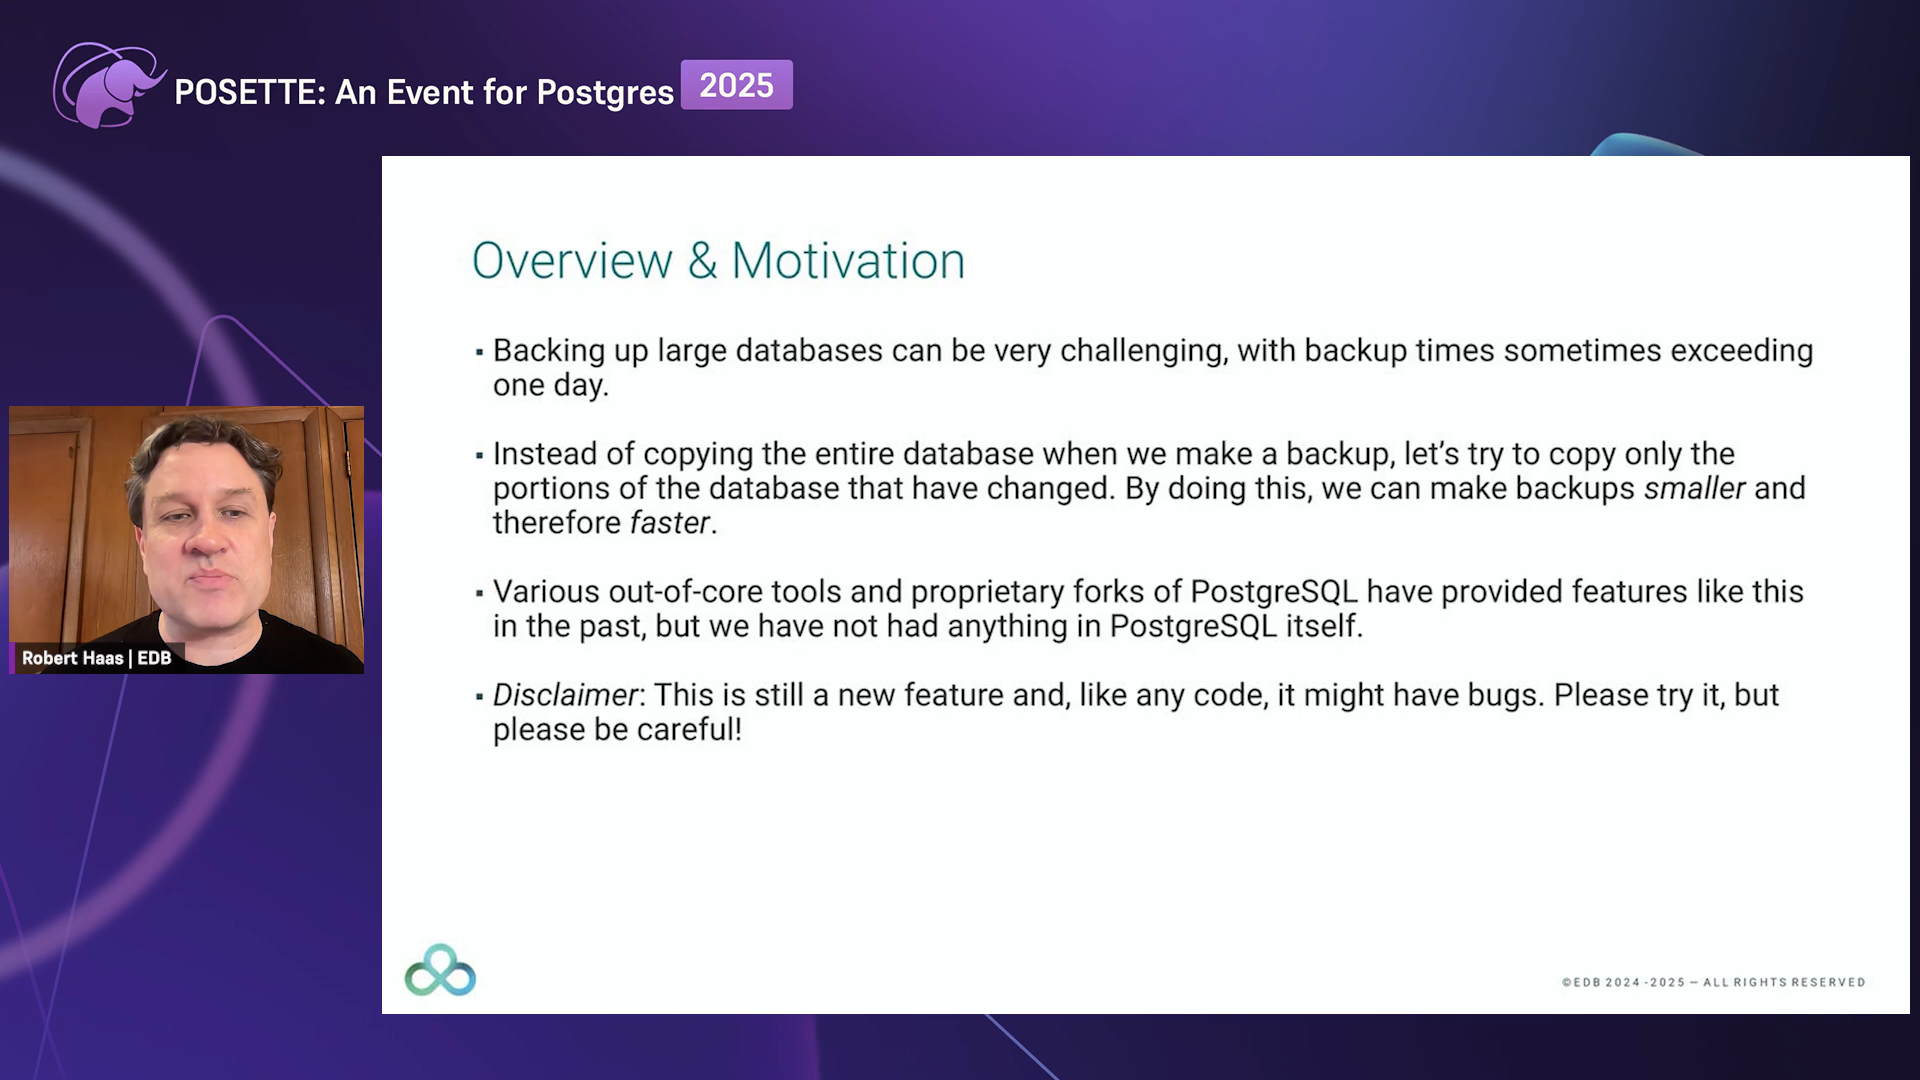 POSETTE: An Event for Postgres 2025
Overview & Motivation
▪ Backing up large databases can be very challenging, with backup times sometimes exceeding
one day.
▪ Instead of copying the entire database when we make a backup, let’s try to copy only the
portions of the database that have changed. By doing this, we can make backups smaller and
therefore faster.
▪ Various out-of-core tools and proprietary forks of PostgreSQL have provided features like this
in the past, but we have not had anything in PostgreSQL itself.
▪ Disclaimer: This is still a new feature and, like any code, it might have bugs. Please try it, but
please be careful!
Robert Haas | EDB
©EDB 2024 -2025 — ALL RIGHTS RESERVED